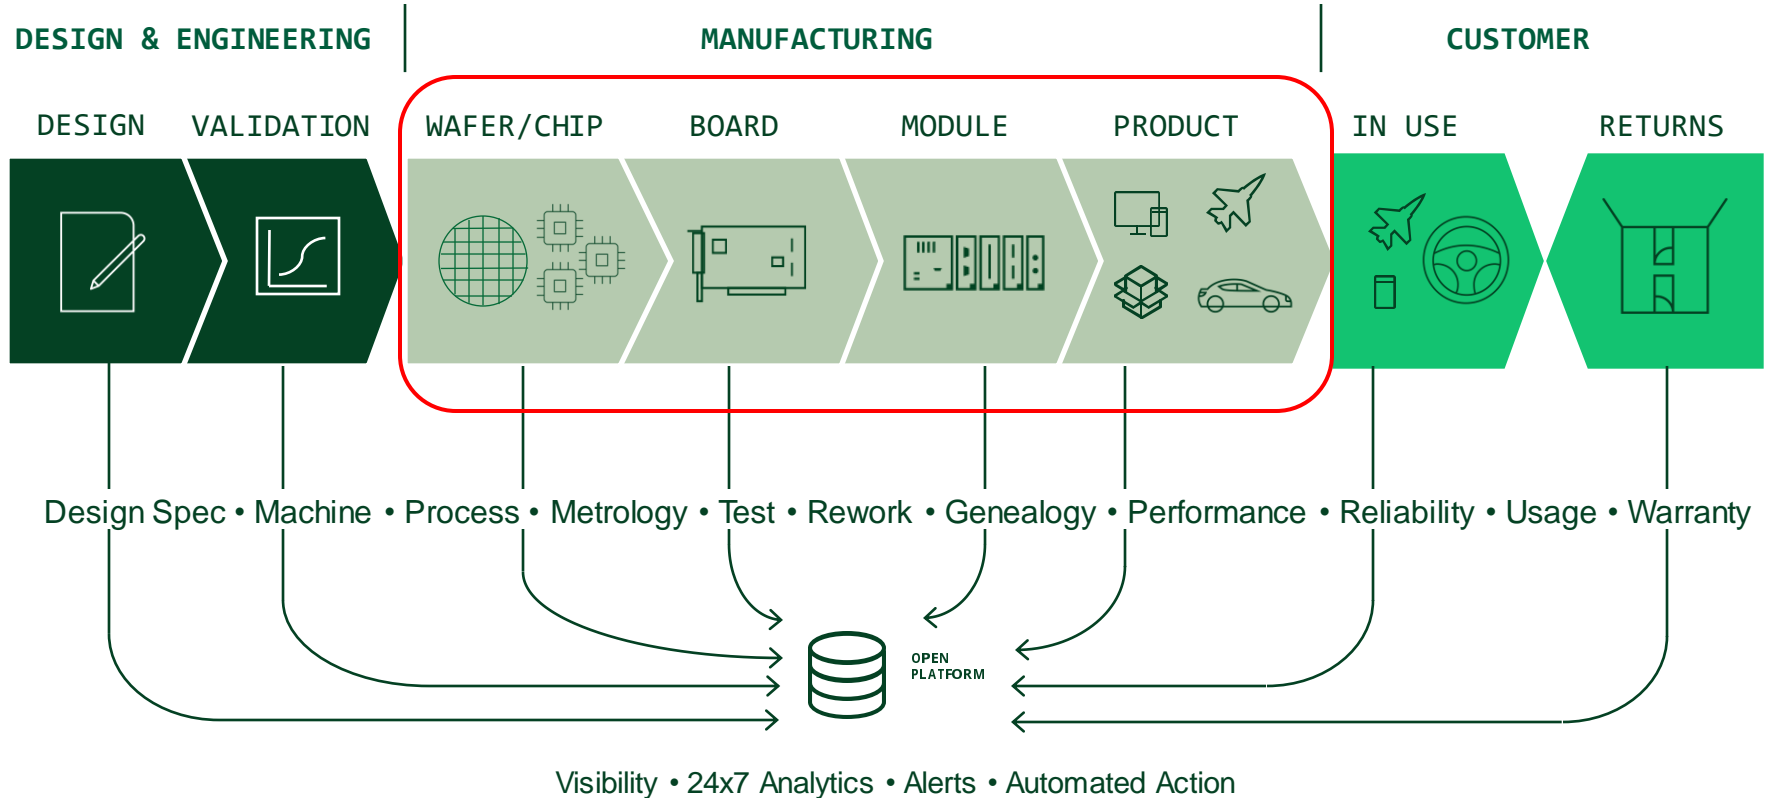 DESIGN & ENGINEERING
MANUFACTURING
CUSTOMER
DESIGN
VALIDATION
WAFER/CHIP
BOARD
MODULE
PRODUCT
IN USE
RETURNS
Design Spec • Machine • Process • Metrology • Test • Rework • Genealogy • Performance • Reliability • Usage • Warranty
OPEN
PLATFORM
Visibility • 24x7 Analytics • Alerts • Automated Action